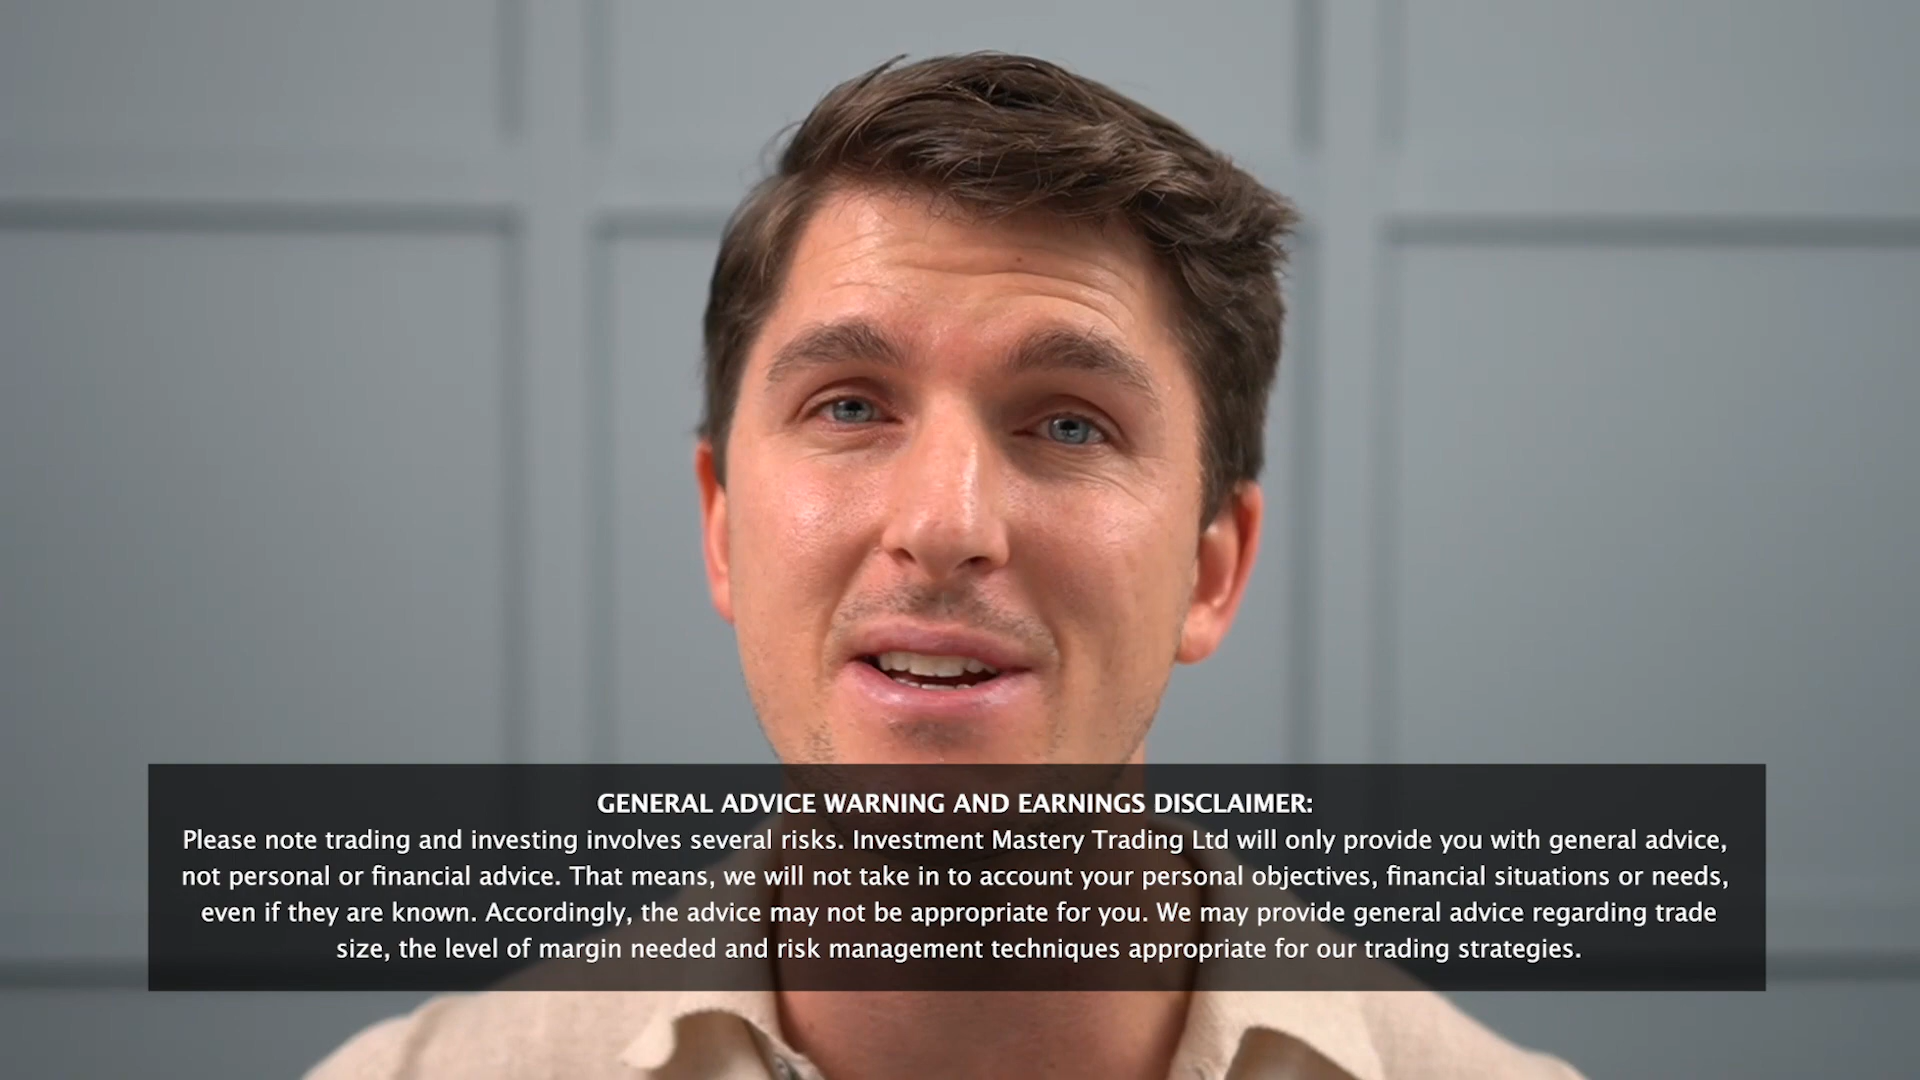 GENERAL ADVICE WARNING AND EARNINGS DISCLAIMER:
Please note trading and investing involves several risks. Investment Mastery Trading Ltd will only provide you with general advice,
not personal or financial advice. That means, we will not take in to account your personal objectives, financial situations or needs,
even if they are known. Accordingly, the advice may not be appropriate for you. We may provide general advice regarding trade
size, the level of margin needed and risk management techniques appropriate for our trading strategies.